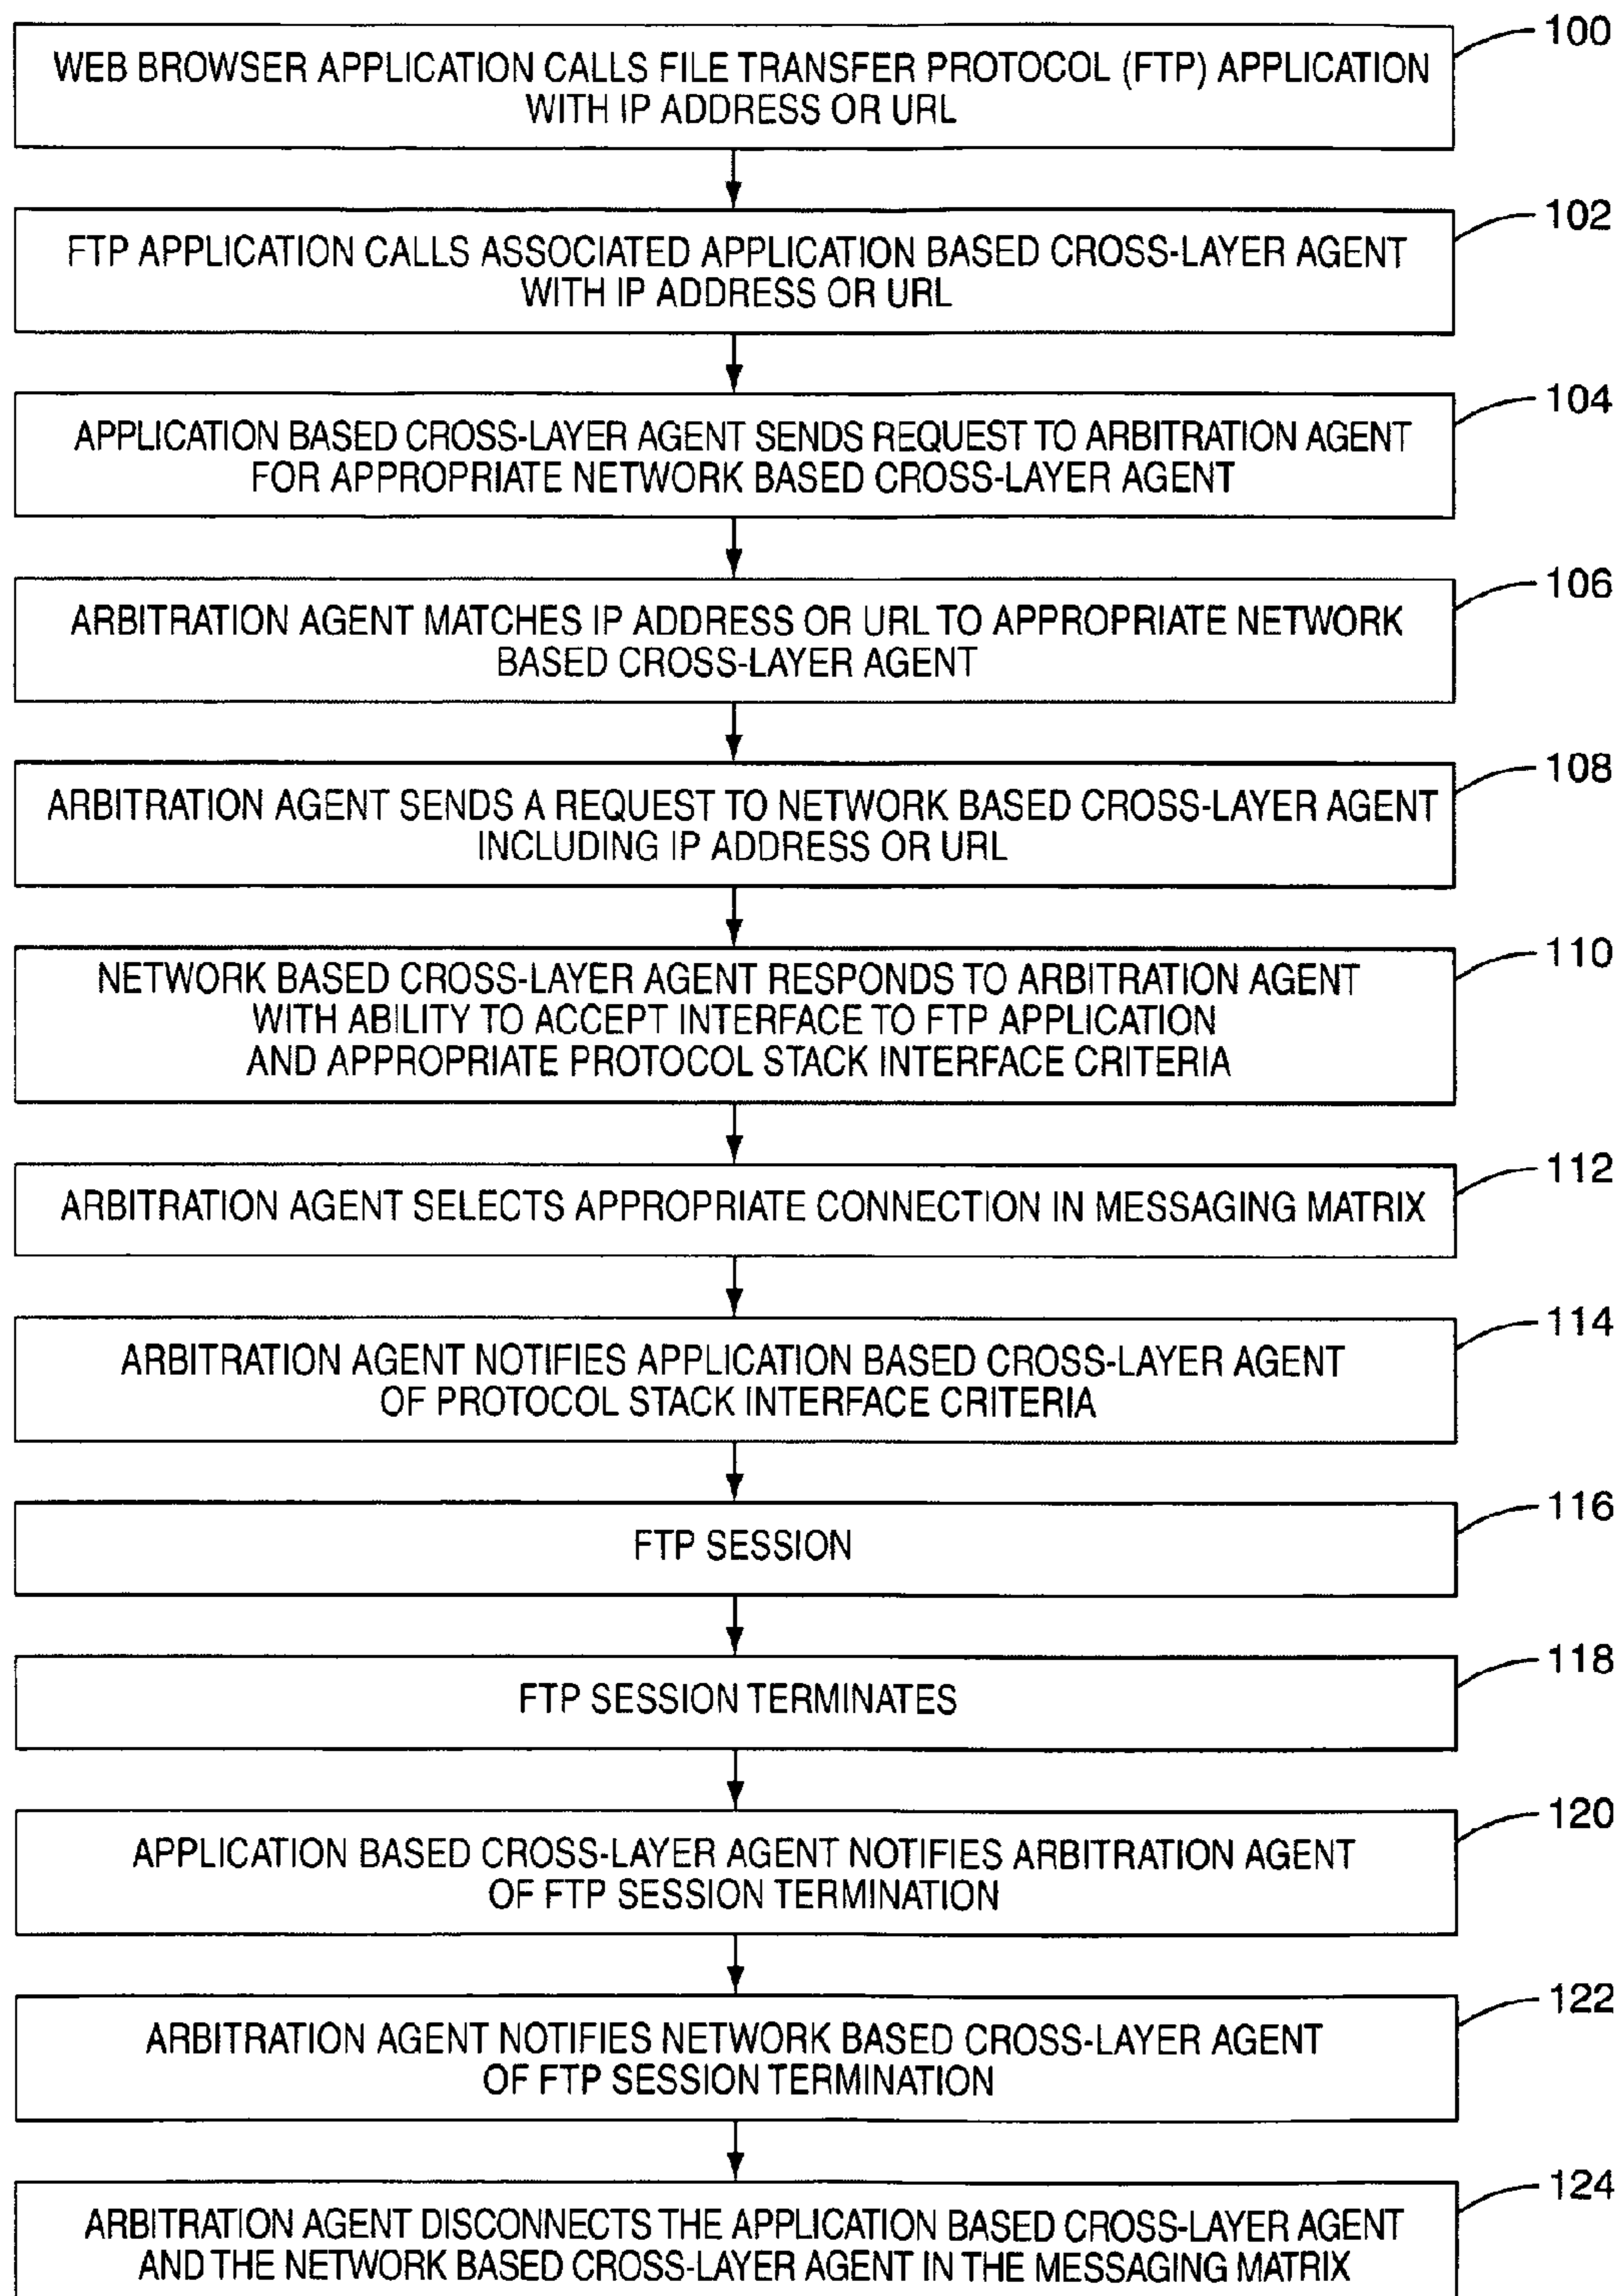 100
WEB BROWSER APPLICATION CALLS FILE TRANSFER PROTOCOL (FTP) APPLICATION
WITH IP ADDRESS OR URL
102
FTP APPLICATION CALLS ASSOCIATED APPLICATION BASED CROSS-LAYER AGENT
WITH IP ADDRESS OR URL
104
APPLICATION BASED CROSS-LAYER AGENT SENDS REQUEST TO ARBITRATION AGENT
FOR APPROPRIATE NETWORK BASED CROSS-LAYER AGENT
106
ARBITRATION AGENT MATCHES IP ADDRESS OR URL TO APPROPRIATE NETWORK
BASED CROSS-LAYER AGENT
108
ARBITRATION AGENT SENDS A REQUEST TO NETWORK BASED CROSS-LAYER AGENT
INCLUDING IP ADDRESS OR URL
110
NETWORK BASED CROSS-LAYER AGENT RESPONDS TO ARBITRATION AGENT
WITH ABILITY TO ACCEPT INTERFACE TO FTP APPLICATION
AND APPROPRIATE PROTOCOL STACK INTERFACE CRITERIA
112
ARBITRATION AGENT SELECTS APPROPRIATE CONNECTION IN MESSAGING MATRIX
114
ARBITRATION AGENT NOTIFIES APPLICATION BASED CROSS-LAYER AGENT
OF PROTOCOL STACK INTERFACE CRITERIA
116
FTP SESSION
118
FTP SESSION TERMINATES
120
APPLICATION BASED CROSS-LAYER AGENT NOTIFIES ARBITRATION AGENT
OF FTP SESSION TERMINATION
122
ARBITRATION AGENT NOTIFIES NETWORK BASED CROSS-LAYER AGENT
OF FTP SESSION TERMINATION
124
ARBITRATION AGENT DISCONNECTS THE APPLICATION BASED CROSS-LAYER AGENT
AND THE NETWORK BASED CROSS-LAYER AGENT IN THE MESSAGING MATRIX